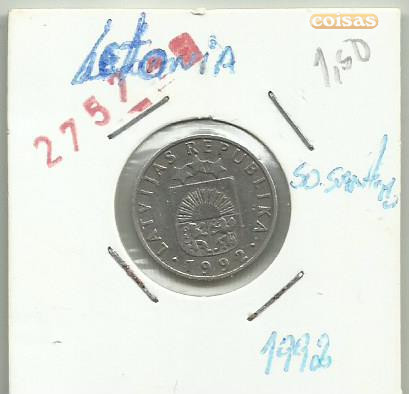 coisas
Letonia
1,50
2757
50. Santims
LATVIJAS REPUBLIKA
· 1992 ·
1992